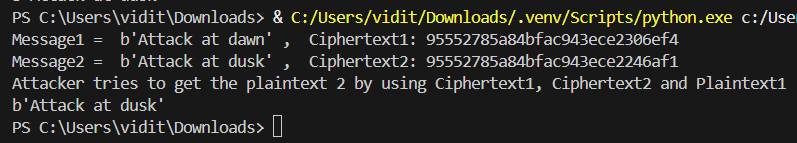 PS C:\Users\vidit\Downloads> & C:/Users/vidit/Downloads/.venv/Scripts/python.exe c:/Use
Message1 =  b'Attack at dawn' ,  Ciphertext1: 95552785a84bfac943ece2306ef4
Message2 =  b'Attack at dusk' ,  Ciphertext2: 95552785a84bfac943ece2246af1
Attacker tries to get the plaintext 2 by using Ciphertext1, Ciphertext2 and Plaintext1
b'Attack at dusk'
PS C:\Users\vidit\Downloads>